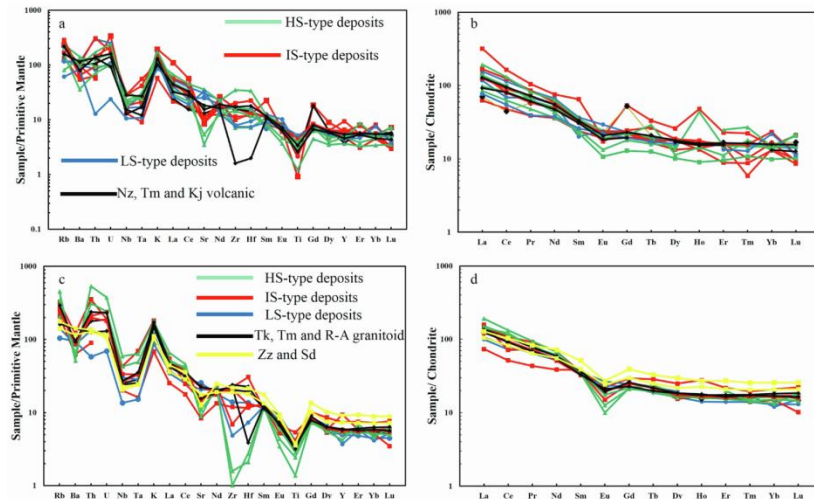 a
HS-type deposits
IS-type deposits
LS-type deposits
Nz, Tm and Kj volcanic
Sample/Primitive Mantle
1000
100
10
1
0.1
Rb Ba Th U Nb Ta K La Ce Sr Nd Zr Hf Sm Eu Ti Gd Dy Y Er Yb Lu
b
Sample/ Chondrite
1000
100
10
1
La Ce Pr Nd Sm Eu Gd Tb Dy Ho Er Tm Yb Lu
c
HS-type deposits
IS-type deposits
LS-type deposits
Tk, Tm and R-A granitoid
Zz and Sd
Sample/Primitive Mantle
1000
100
10
1
Rb Ba Th U Nb Ta K La Ce Sr Nd Zr Hf Sm Eu Ti Gd Dy Y Er Yb Lu
d
Sample/ Chondrite
1000
100
10
1
La Ce Pr Nd Sm Eu Gd Tb Dy Ho Er Tm Yb Lu